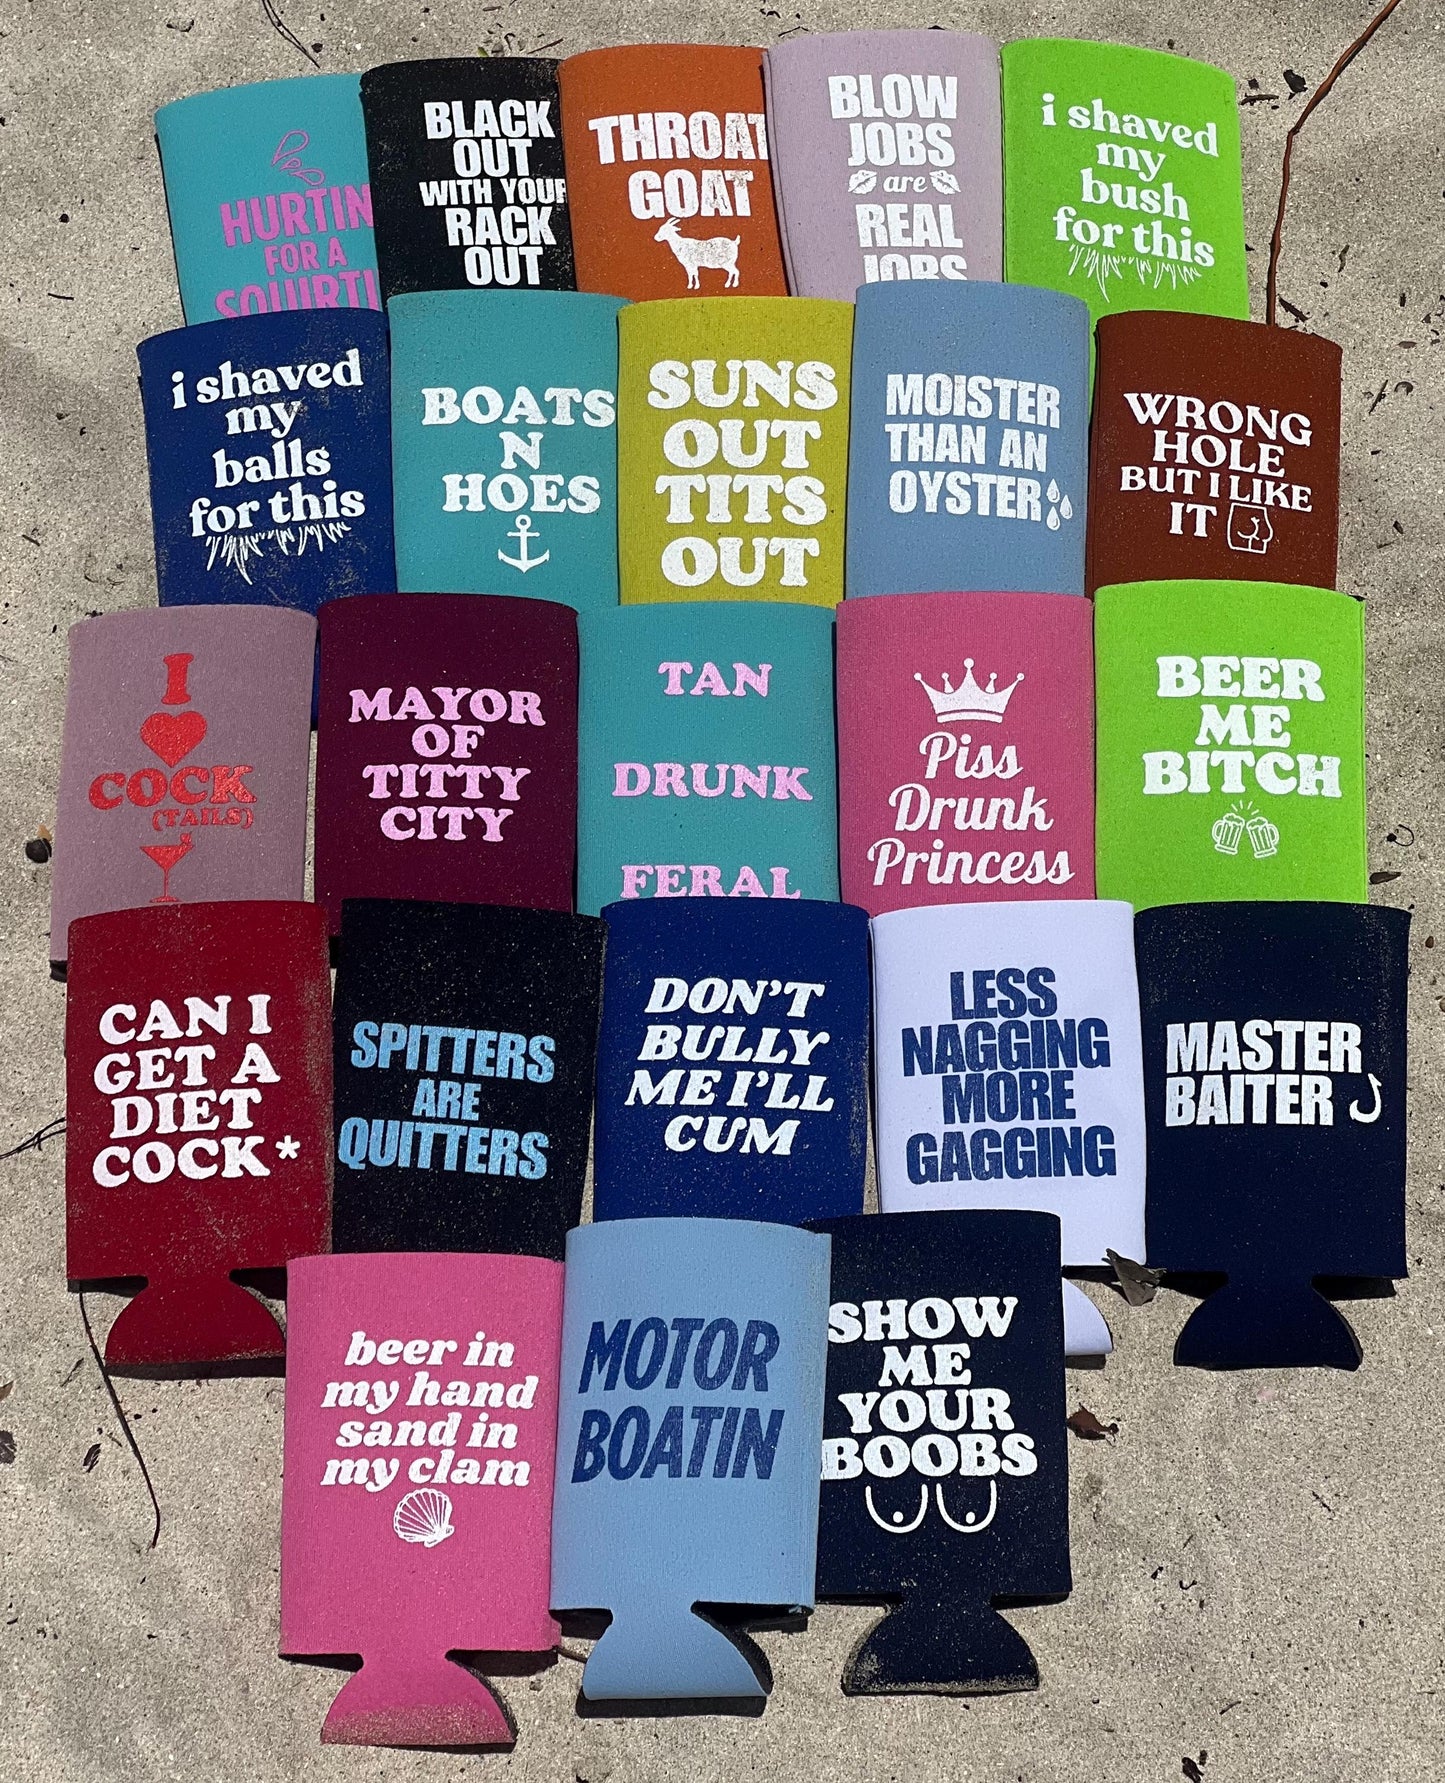 HURTIN
FOR A
BLACK
OUT
WITH YOUR
RACK
OUT
THROAT
GOAT
BLOW
JOBS
are
REAL
JOBS
i shaved
my
bush
for this
i shaved
my
balls
for this
BOATS
N
HOES
SUNS
OUT
TITS
OUT
MOISTER
THAN AN
OYSTER
WRONG
HOLE
BUT I LIKE
IT
I
COCK
(TAILS)
MAYOR
OF
TITTY
CITY
TAN
DRUNK
FERAL
Piss
Drunk
Princess
BEER
ME
BITCH
CAN I
GET A
DIET
COCK*
SPITTERS
ARE
QUITTERS
DON'T
BULLY
ME I'LL
CUM
LESS
NAGGING
MORE
GAGGING
MASTER
BAITER
beer in
my hand
sand in
my clam
MOTOR
BOATIN
SHOW
ME
YOUR
BOOBS